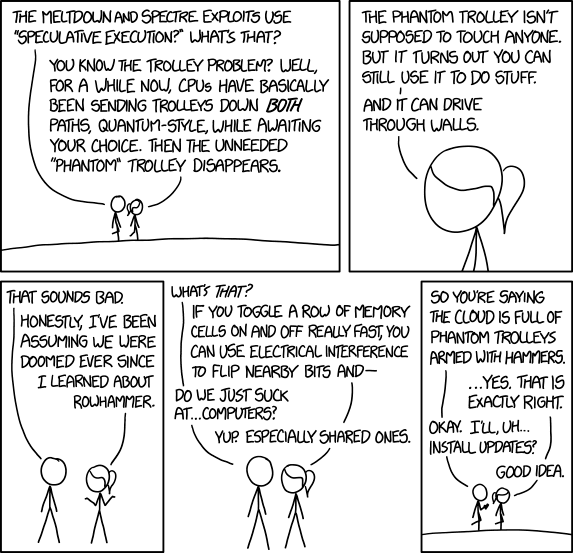 THE MELTDOWN AND SPECTRE EXPLOITS USE
"SPECULATIVE EXECUTION?" WHAT'S THAT?
YOU KNOW THE TROLLEY PROBLEM? WELL,
FOR A WHILE NOW, CPUs HAVE BASICALLY
BEEN SENDING TROLLEYS DOWN BOTH
PATHS, QUANTUM-STYLE, WHILE AWAITING
YOUR CHOICE. THEN THE UNNEEDED
"PHANTOM" TROLLEY DISAPPEARS.
THE PHANTOM TROLLEY ISN'T
SUPPOSED TO TOUCH ANYONE.
BUT IT TURNS OUT YOU CAN
STILL USE IT TO DO STUFF.
AND IT CAN DRIVE
THROUGH WALLS.
THAT SOUNDS BAD.
HONESTLY, I'VE BEEN
ASSUMING WE WERE
DOOMED EVER SINCE
I LEARNED ABOUT
ROWHAMMER.
WHAT'S THAT?
IF YOU TOGGLE A ROW OF MEMORY
CELLS ON AND OFF REALLY FAST, YOU
CAN USE ELECTRICAL INTERFERENCE
TO FLIP NEARBY BITS AND—
DO WE JUST SUCK
AT...COMPUTERS?
YUP. ESPECIALLY SHARED ONES.
SO YOU'RE SAYING
THE CLOUD IS FULL OF
PHANTOM TROLLEYS
ARMED WITH HAMMERS.
...YES. THAT IS
EXACTLY RIGHT.
OKAY. I'LL, UH...
INSTALL UPDATES?
GOOD IDEA.